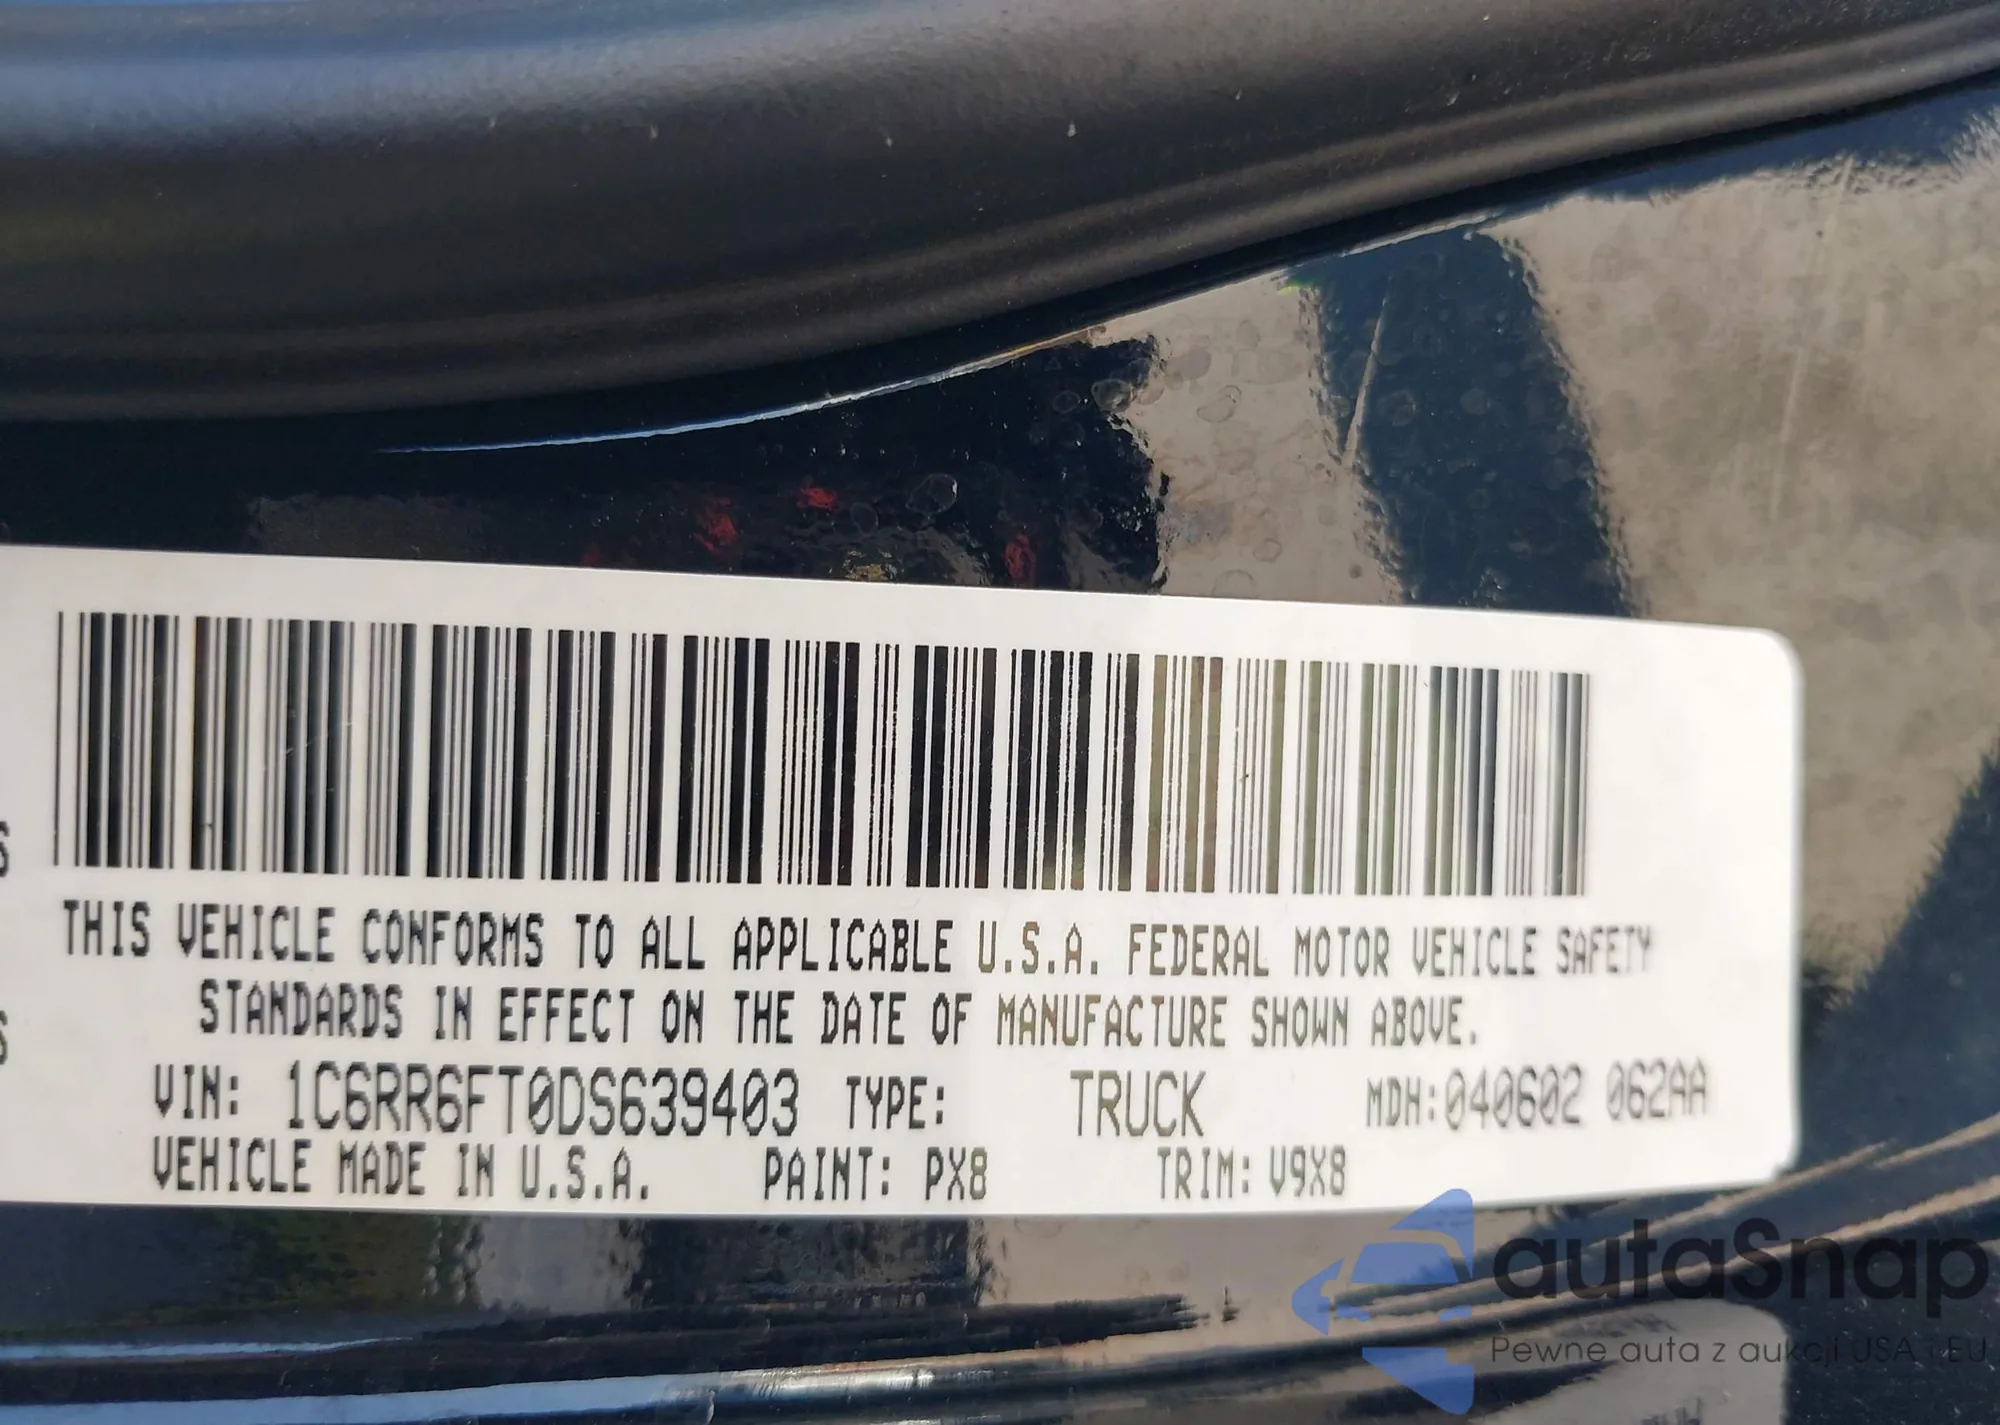 THIS VEHICLE CONFORMS TO ALL APPLICABLE U.S.A. FEDERAL MOTOR VEHICLE SAFETY
STANDARDS IN EFFECT ON THE DATE OF MANUFACTURE SHOWN ABOVE.
VIN: 1C6RR6FT0DS639403 TYPE: TRUCK MDH:040602 062AA
VEHICLE MADE IN U.S.A. PAINT: PX8 TRIM: V9X8
autaSnap
Pewne auta z aukcji USA i EU